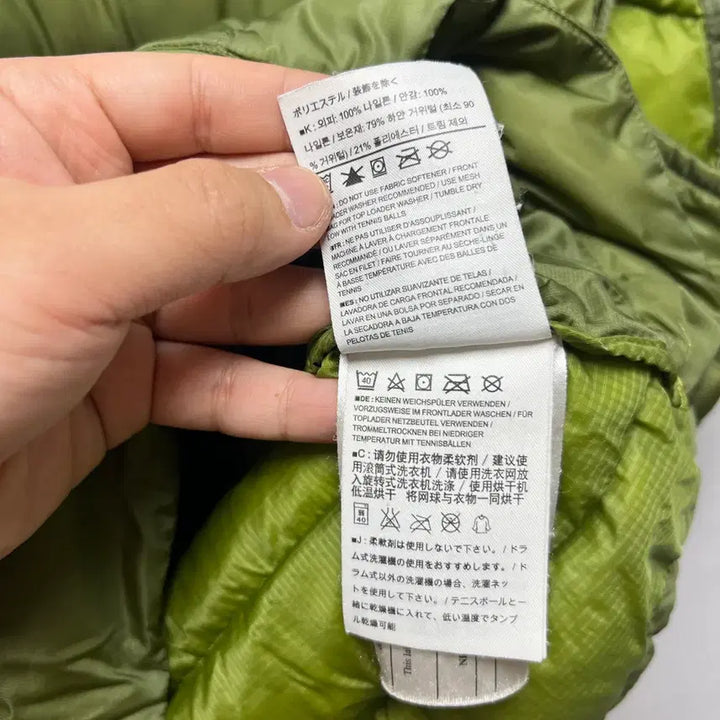 ポリエステル/装飾を除く
■K: 외피: 100% 나일론 / 안감: 100%
나일론 / 보온재: 79% 하얀 거위털 (최소 90
% 거위털) / 21% 폴리에스터 / 트림 제외
: DO NOT USE FABRIC SOFTENER / FRONT
LOADER WASHER RECOMMENDED / USE MESH
FOR TOP LOADER WASHER / TUMBLE DRY
LOW WITH TENNIS BALLS
■FR: NE PAS UTILISER D'ASSOUPLISSANT /
MACHINE À LAVER À CHARGEMENT FRONTALE
RECOMMANDÉ / OU LAVER SÉPARÉMENT DANS UN
SAC EN FILET / FAIRE TOURNER AU SÈCHE-LINGE
À BASSE TEMPÉRATURE AVEC DES BALLES DE
TENNIS
■ES: NO UTILIZAR SUAVIZANTE DE TELAS /
LAVADORA DE CARGA FRONTAL RECOMENDADA /
LAVAR EN UNA BOLSA POR SEPARADO / SECAR EN
LA SECADORA A BAJA TEMPERATURA CON DOS
PELOTAS DE TENIS
40
■DE: KEINEN WEICHSPÜLER VERWENDEN /
VORZUGSWEISE IM FRONTLADER WASCHEN / FÜR
TOPLADER NETZBEUTEL VERWENDEN /
TROMMELTROCKNEN BEI NIEDRIGER
TEMPERATUR MIT TENNISBÄLLEN
■C: 请勿使用衣物柔软剂 / 建议使
用滚筒式洗衣机 / 请使用洗衣网放
入旋转式洗衣机洗涤 / 使用烘干机
低温烘干 / 将网球与衣物一同烘干
40
■J: 柔軟剤は使用しないで下さい。/ ドラ
ム式洗濯機の使用をおすすめします / ド
ラム式以外の洗濯機の場合、洗濯ネッ
トを使用して下さい。/ テニスボールと一
緒に乾燥機に入れて、低い温度でタンブ
ル乾燥可能
This